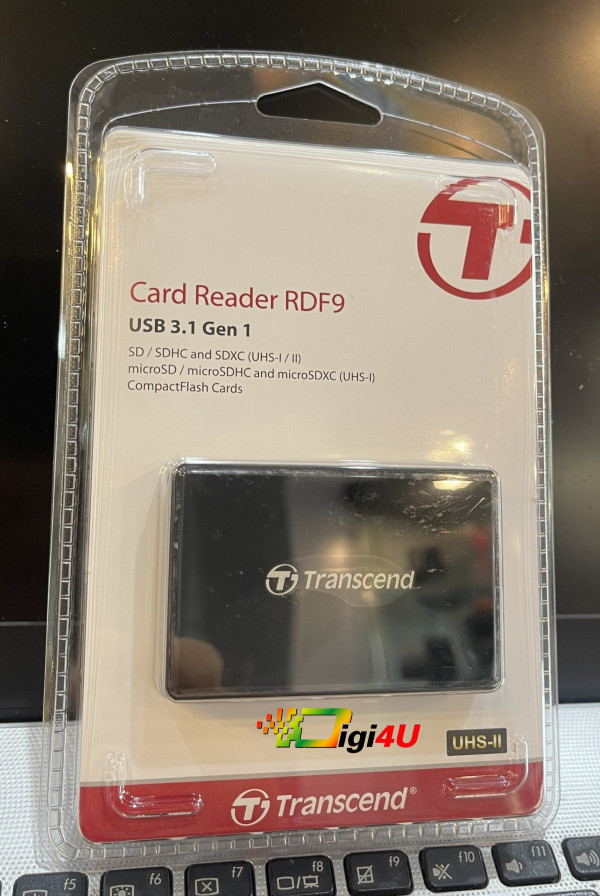 Card Reader RDF9
USB 3.1 Gen 1
SD / SDHC and SDXC (UHS-I / II)
microSD / microSDHC and microSDXC (UHS-I)
CompactFlash Cards
Transcend
Digi4U
UHS-II
Transcend®
f5
f6
f7
f8
f9
f10
f11